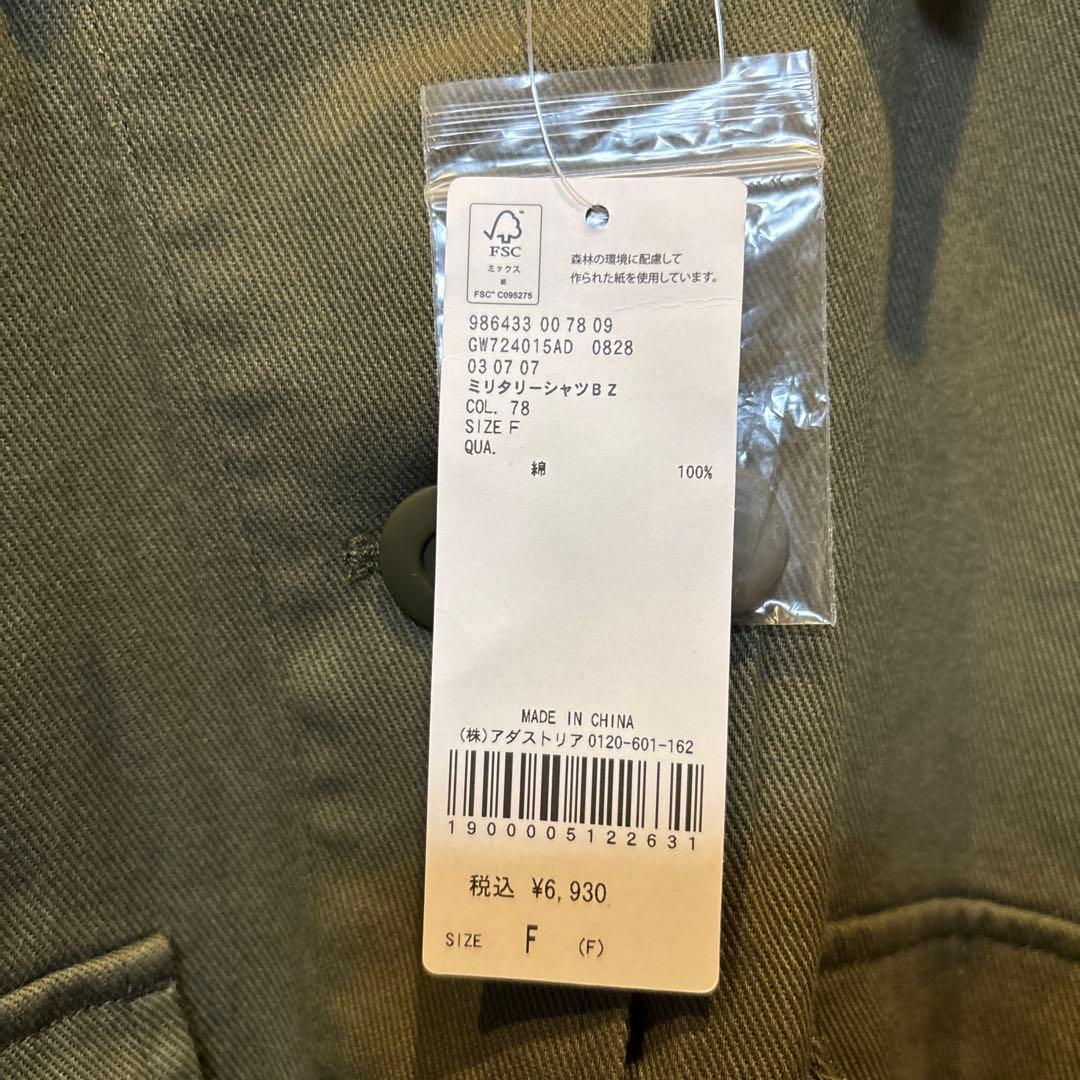 FSC™
ミックス
紙
FSC™ C095275
森林の環境に配慮して
作られた紙を使用しています。
986433 00 78 09
GW724015AD 0828
03 07 07
ミリタリーシャツBZ
COL. 78
SIZE F
QUA.
綿 100%
MADE IN CHINA
(株)アダストリア 0120-601-162
1900005122631
税込 ¥6,930
SIZE F (F)